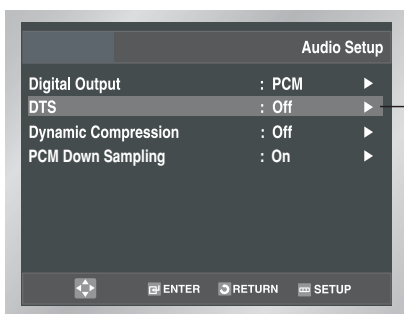 Audio Setup
Digital Output : PCM ▶
DTS : Off ▶
Dynamic Compression : Off ▶
PCM Down Sampling : On ▶
ENTER RETURN SETUP